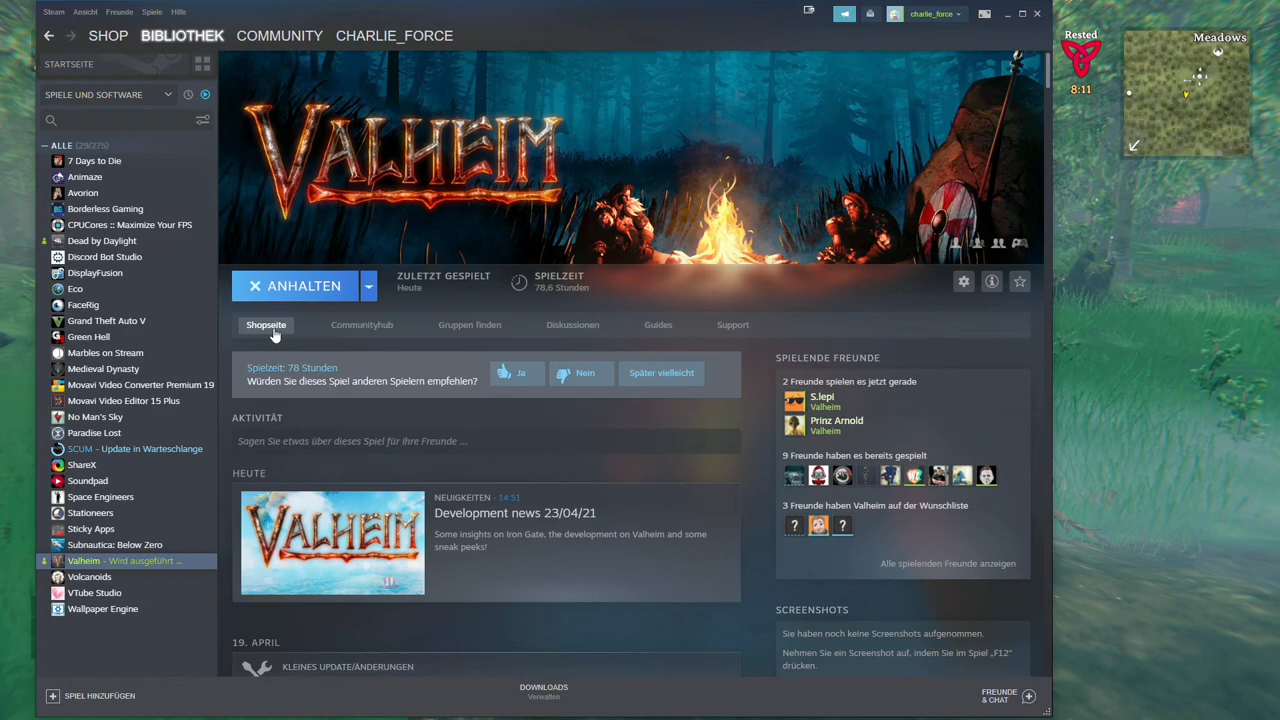 Steam Ansicht Freunde Spiele Hilfe
charlie_force
SHOP BIBLIOTHEK COMMUNITY CHARLIE_FORCE
STARTSEITE
SPIELE UND SOFTWARE
ALLE (29/275)
7 Days to Die
Animaze
Avorion
Borderless Gaming
CPUCores :: Maximize Your FPS
Dead by Daylight
Discord Bot Studio
DisplayFusion
Eco
FaceRig
Grand Theft Auto V
Green Hell
Marbles on Stream
Medieval Dynasty
Movavi Video Converter Premium 19
Movavi Video Editor 15 Plus
No Man's Sky
Paradise Lost
SCUM - Update in Warteschlange
ShareX
Soundpad
Space Engineers
Stationeers
Sticky Apps
Subnautica: Below Zero
Valheim - Wird ausgeführt ...
Volcanoids
VTube Studio
Wallpaper Engine
SPIEL HINZUFÜGEN
VALHEIM
ANHALTEN
ZULETZT GESPIELT
Heute
SPIELZEIT
78,6 Stunden
Shopseite Communityhub Gruppen finden Diskussionen Guides Support
Spielzeit: 78 Stunden
Würden Sie dieses Spiel anderen Spielern empfehlen?
Ja Nein Später vielleicht
AKTIVITÄT
Sagen Sie etwas über dieses Spiel für Ihre Freunde ...
HEUTE
VALHEIM
NEUIGKEITEN - 14:51
Development news 23/04/21
Some insights on Iron Gate, the development on Valheim and some
sneak peeks!
19. APRIL
KLEINES UPDATE/ÄNDERUNGEN
SPIELENDE FREUNDE
2 Freunde spielen es jetzt gerade
S.lepi
Valheim
Prinz Arnold
Valheim
9 Freunde haben es bereits gespielt
3 Freunde haben Valheim auf der Wunschliste
? ?
Alle spielenden Freunde anzeigen
SCREENSHOTS
Sie haben noch keine Screenshots aufgenommen.
Nehmen Sie ein Screenshot auf, indem Sie im Spiel „F12"
drücken.
DOWNLOADS
Verwalten
FREUNDE
& CHAT
Rested
8:11
Meadows